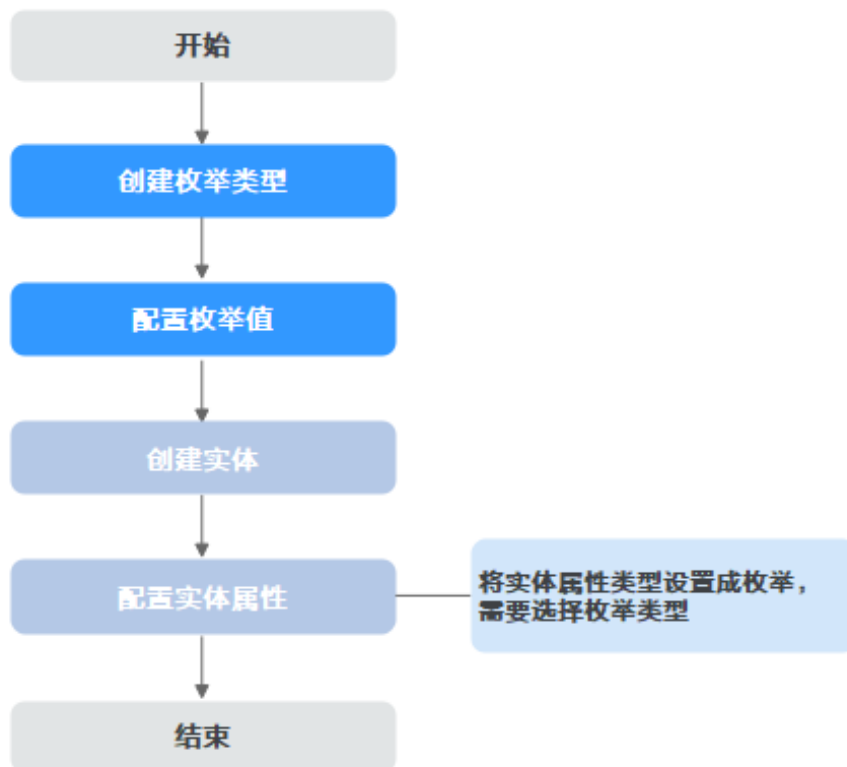 开始
创建枚举类型
配置枚举值
创建实体
配置实体属性
将实体属性类型设置成枚举，
需要选择枚举类型
结束